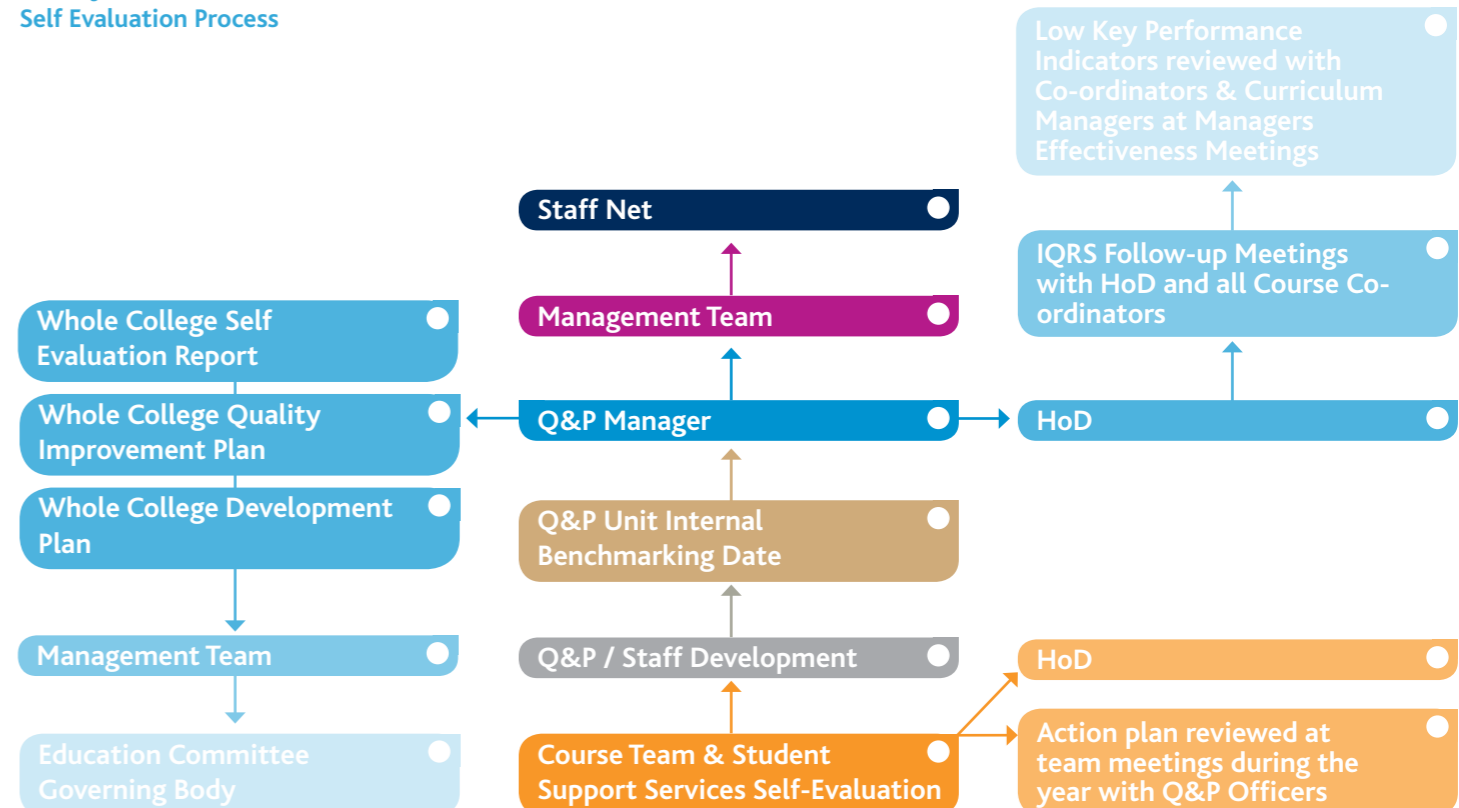 Self Evaluation Process
Low Key Performance
Indicators reviewed with
Co-ordinators & Curriculum
Managers at Managers
Effectiveness Meetings
Staff Net
IQRS Follow-up Meetings
with HoD and all Course Co-
ordinators
Management Team
Whole College Self
Evaluation Report
Whole College Quality
Improvement Plan
Q&P Manager
HoD
Whole College Development
Plan
Q&P Unit Internal
Benchmarking Date
Management Team
Q&P / Staff Development
HoD
Education Committee
Governing Body
Course Team & Student
Support Services Self-Evaluation
Action plan reviewed at
team meetings during the
year with Q&P Officers